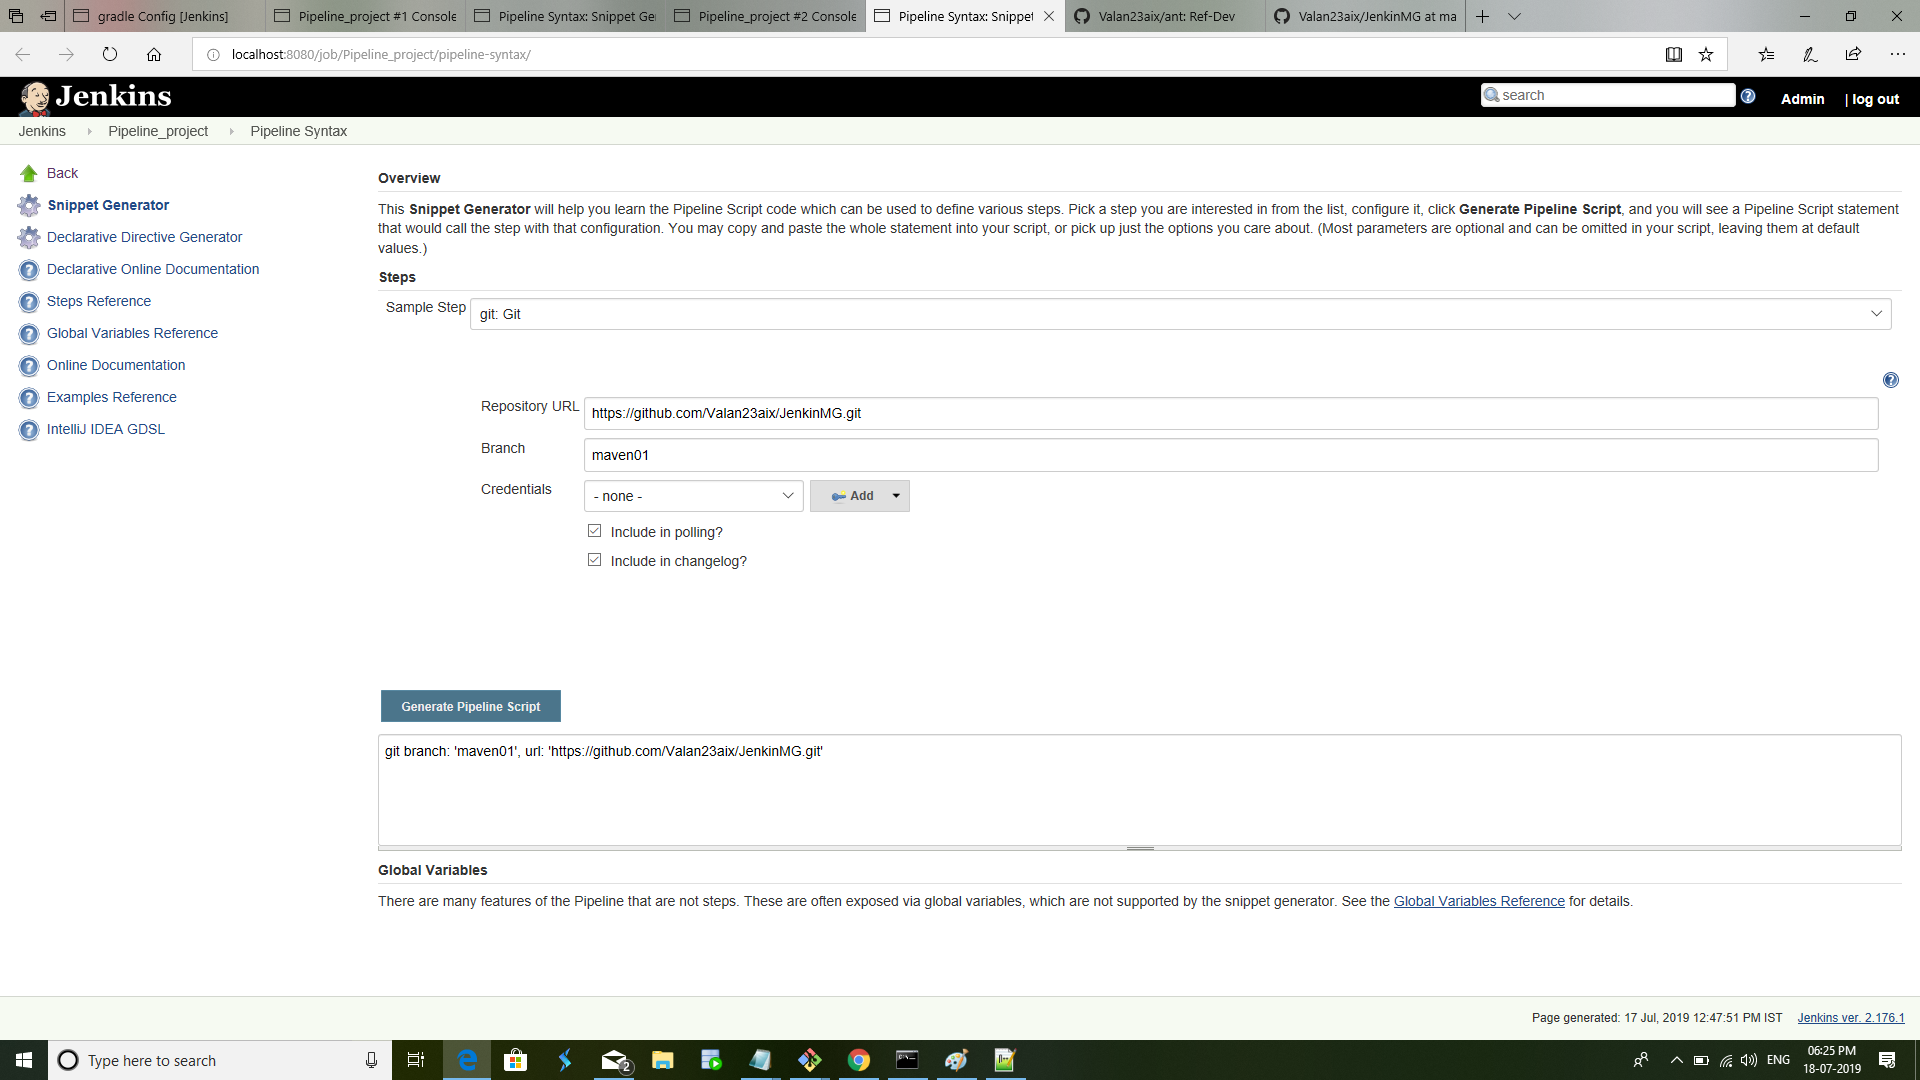 gradle Config [Jenkins]
Pipeline_project #1 Console
Pipeline Syntax: Snippet Ge
Pipeline_project #2 Console
Pipeline Syntax: Snippet
Valan23aix/ant: Ref-Dev
Valan23aix/JenkinMG at ma
localhost:8080/job/Pipeline_project/pipeline-syntax/
Jenkins
search
Admin
| log out
Jenkins
Pipeline_project
Pipeline Syntax
Back
Snippet Generator
Declarative Directive Generator
Declarative Online Documentation
Steps Reference
Global Variables Reference
Online Documentation
Examples Reference
IntelliJ IDEA GDSL
Overview
This Snippet Generator will help you learn the Pipeline Script code which can be used to define various steps. Pick a step you are interested in from the list, configure it, click Generate Pipeline Script, and you will see a Pipeline Script statement
that would call the step with that configuration. You may copy and paste the whole statement into your script, or pick up just the options you care about. (Most parameters are optional and can be omitted in your script, leaving them at default
values.)
Steps
Sample Step
git: Git
Repository URL
https://github.com/Valan23aix/JenkinMG.git
Branch
maven01
Credentials
- none -
Add
Include in polling?
Include in changelog?
Generate Pipeline Script
git branch: 'maven01', url: 'https://github.com/Valan23aix/JenkinMG.git'
Global Variables
There are many features of the Pipeline that are not steps. These are often exposed via global variables, which are not supported by the snippet generator. See the Global Variables Reference for details.
Page generated: 17 Jul, 2019 12:47:51 PM IST
Jenkins ver. 2.176.1
Type here to search
2
ENG
06:25 PM
18-07-2019